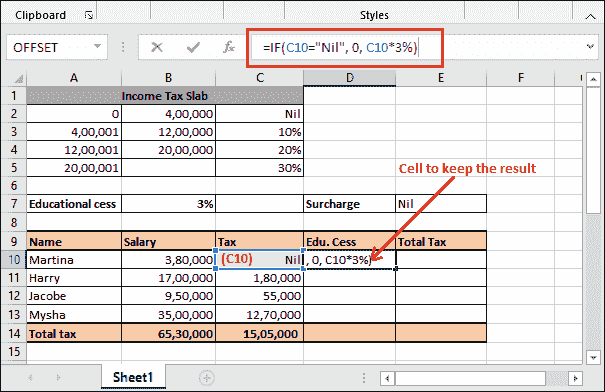 Clipboard Styles
OFFSET =IF(C10="Nil", 0, C10*3%)
A B C D E F
1 Income Tax Slab
2 0 4,00,000 Nil
3 4,00,001 12,00,000 10%
4 12,00,001 20,00,000 20%
5 20,00,001 30%
6 Cell to keep the result
7 Educational cess 3% Surcharge Nil
8
9 Name Salary Tax Edu. Cess Total Tax
10 Martina 3,80,000 (C10) Nil , 0, C10*3%)
11 Harry 17,00,000 1,80,000
12 Jacobe 9,50,000 55,000
13 Mysha 35,00,000 12,70,000
14 Total tax 65,30,000 15,05,000
15
Sheet1